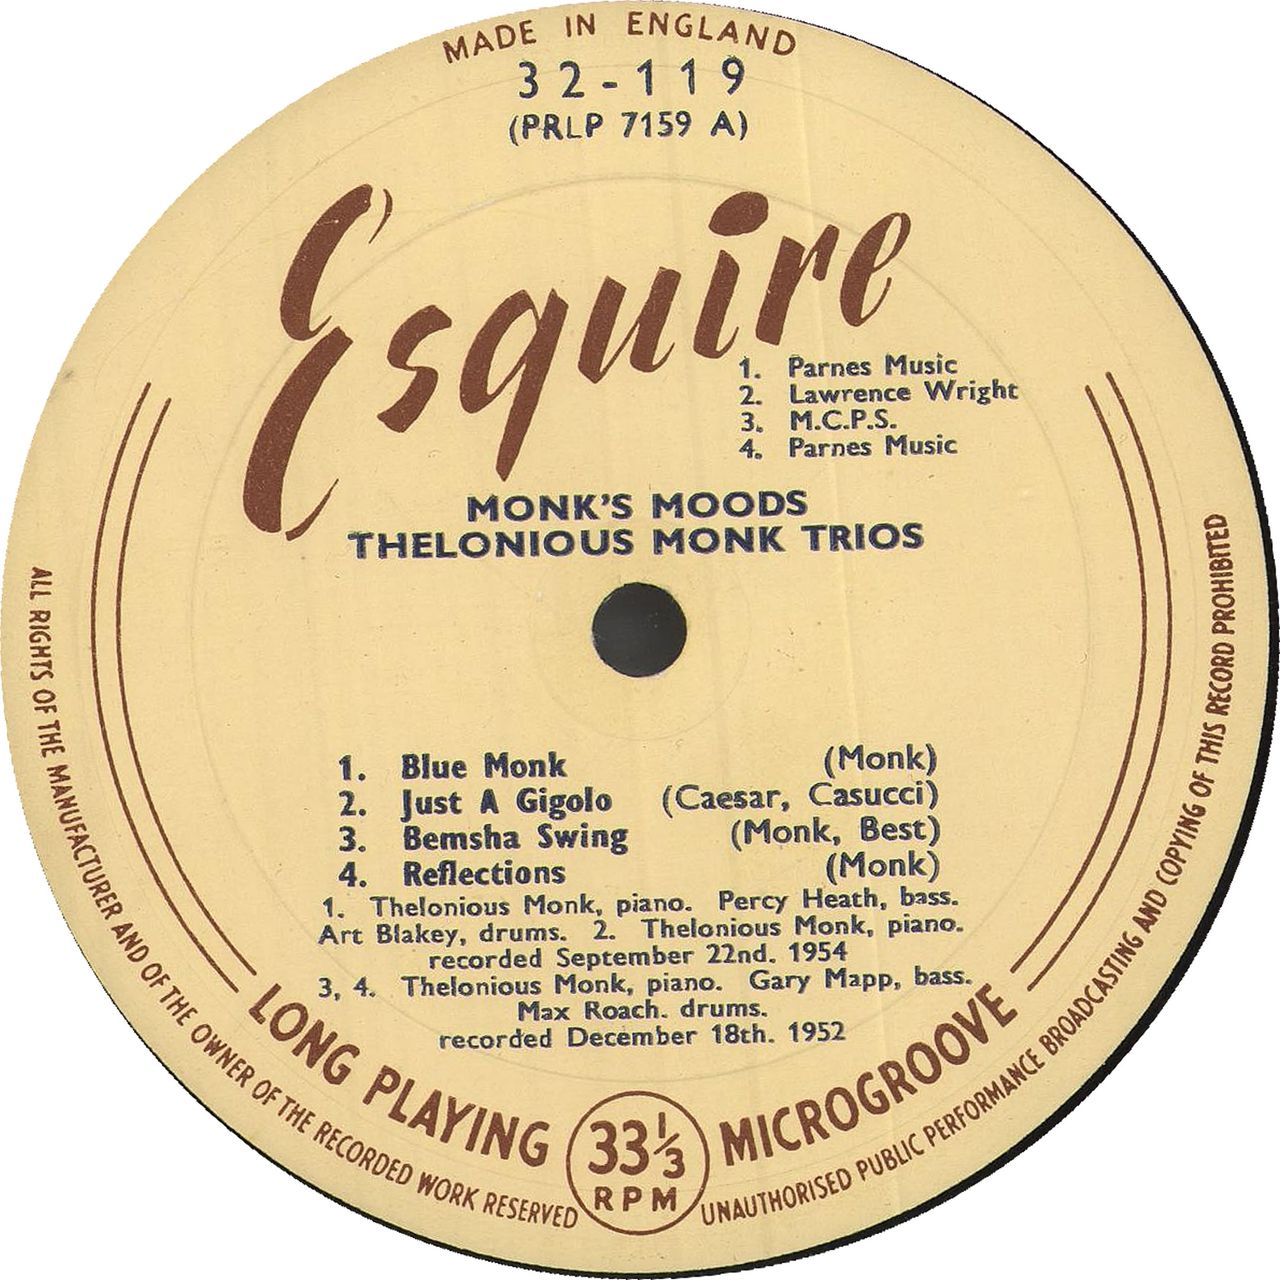 MADE IN ENGLAND
32-119
(PRLP 7159 A)
Esquire
1. Parnes Music
2. Lawrence Wright
3. M.C.P.S.
4. Parnes Music
MONK'S MOODS
THELONIOUS MONK TRIOS
1. Blue Monk (Monk)
2. Just A Gigolo (Caesar, Casucci)
3. Bemsha Swing (Monk, Best)
4. Reflections (Monk)
1. Thelonious Monk, piano. Percy Heath, bass.
Art Blakey, drums. 2. Thelonious Monk, piano.
recorded September 22nd. 1954
3, 4. Thelonious Monk, piano. Gary Mapp, bass.
Max Roach. drums.
recorded December 18th. 1952
LONG PLAYING
33⅓
RPM
MICROGROOVE
ALL RIGHTS OF THE MANUFACTURER AND OF THE OWNER OF THE RECORDED WORK RESERVED
UNAUTHORISED PUBLIC PERFORMANCE BROADCASTING AND COPYING OF THIS RECORD PROHIBITED